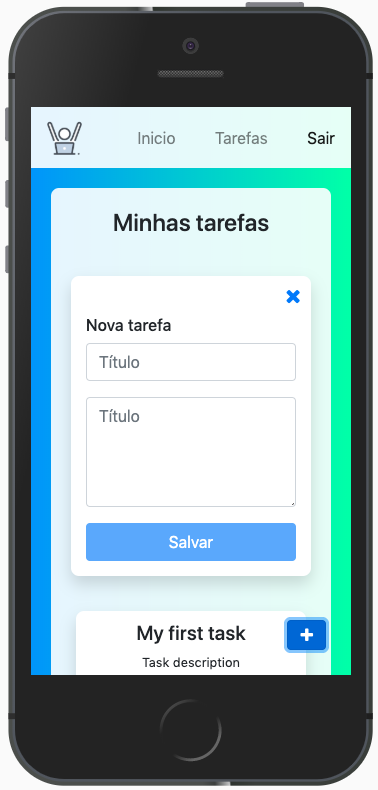 Inicio Tarefas Sair
Minhas tarefas
Nova tarefa
Título
Título
Salvar
My first task
Task description